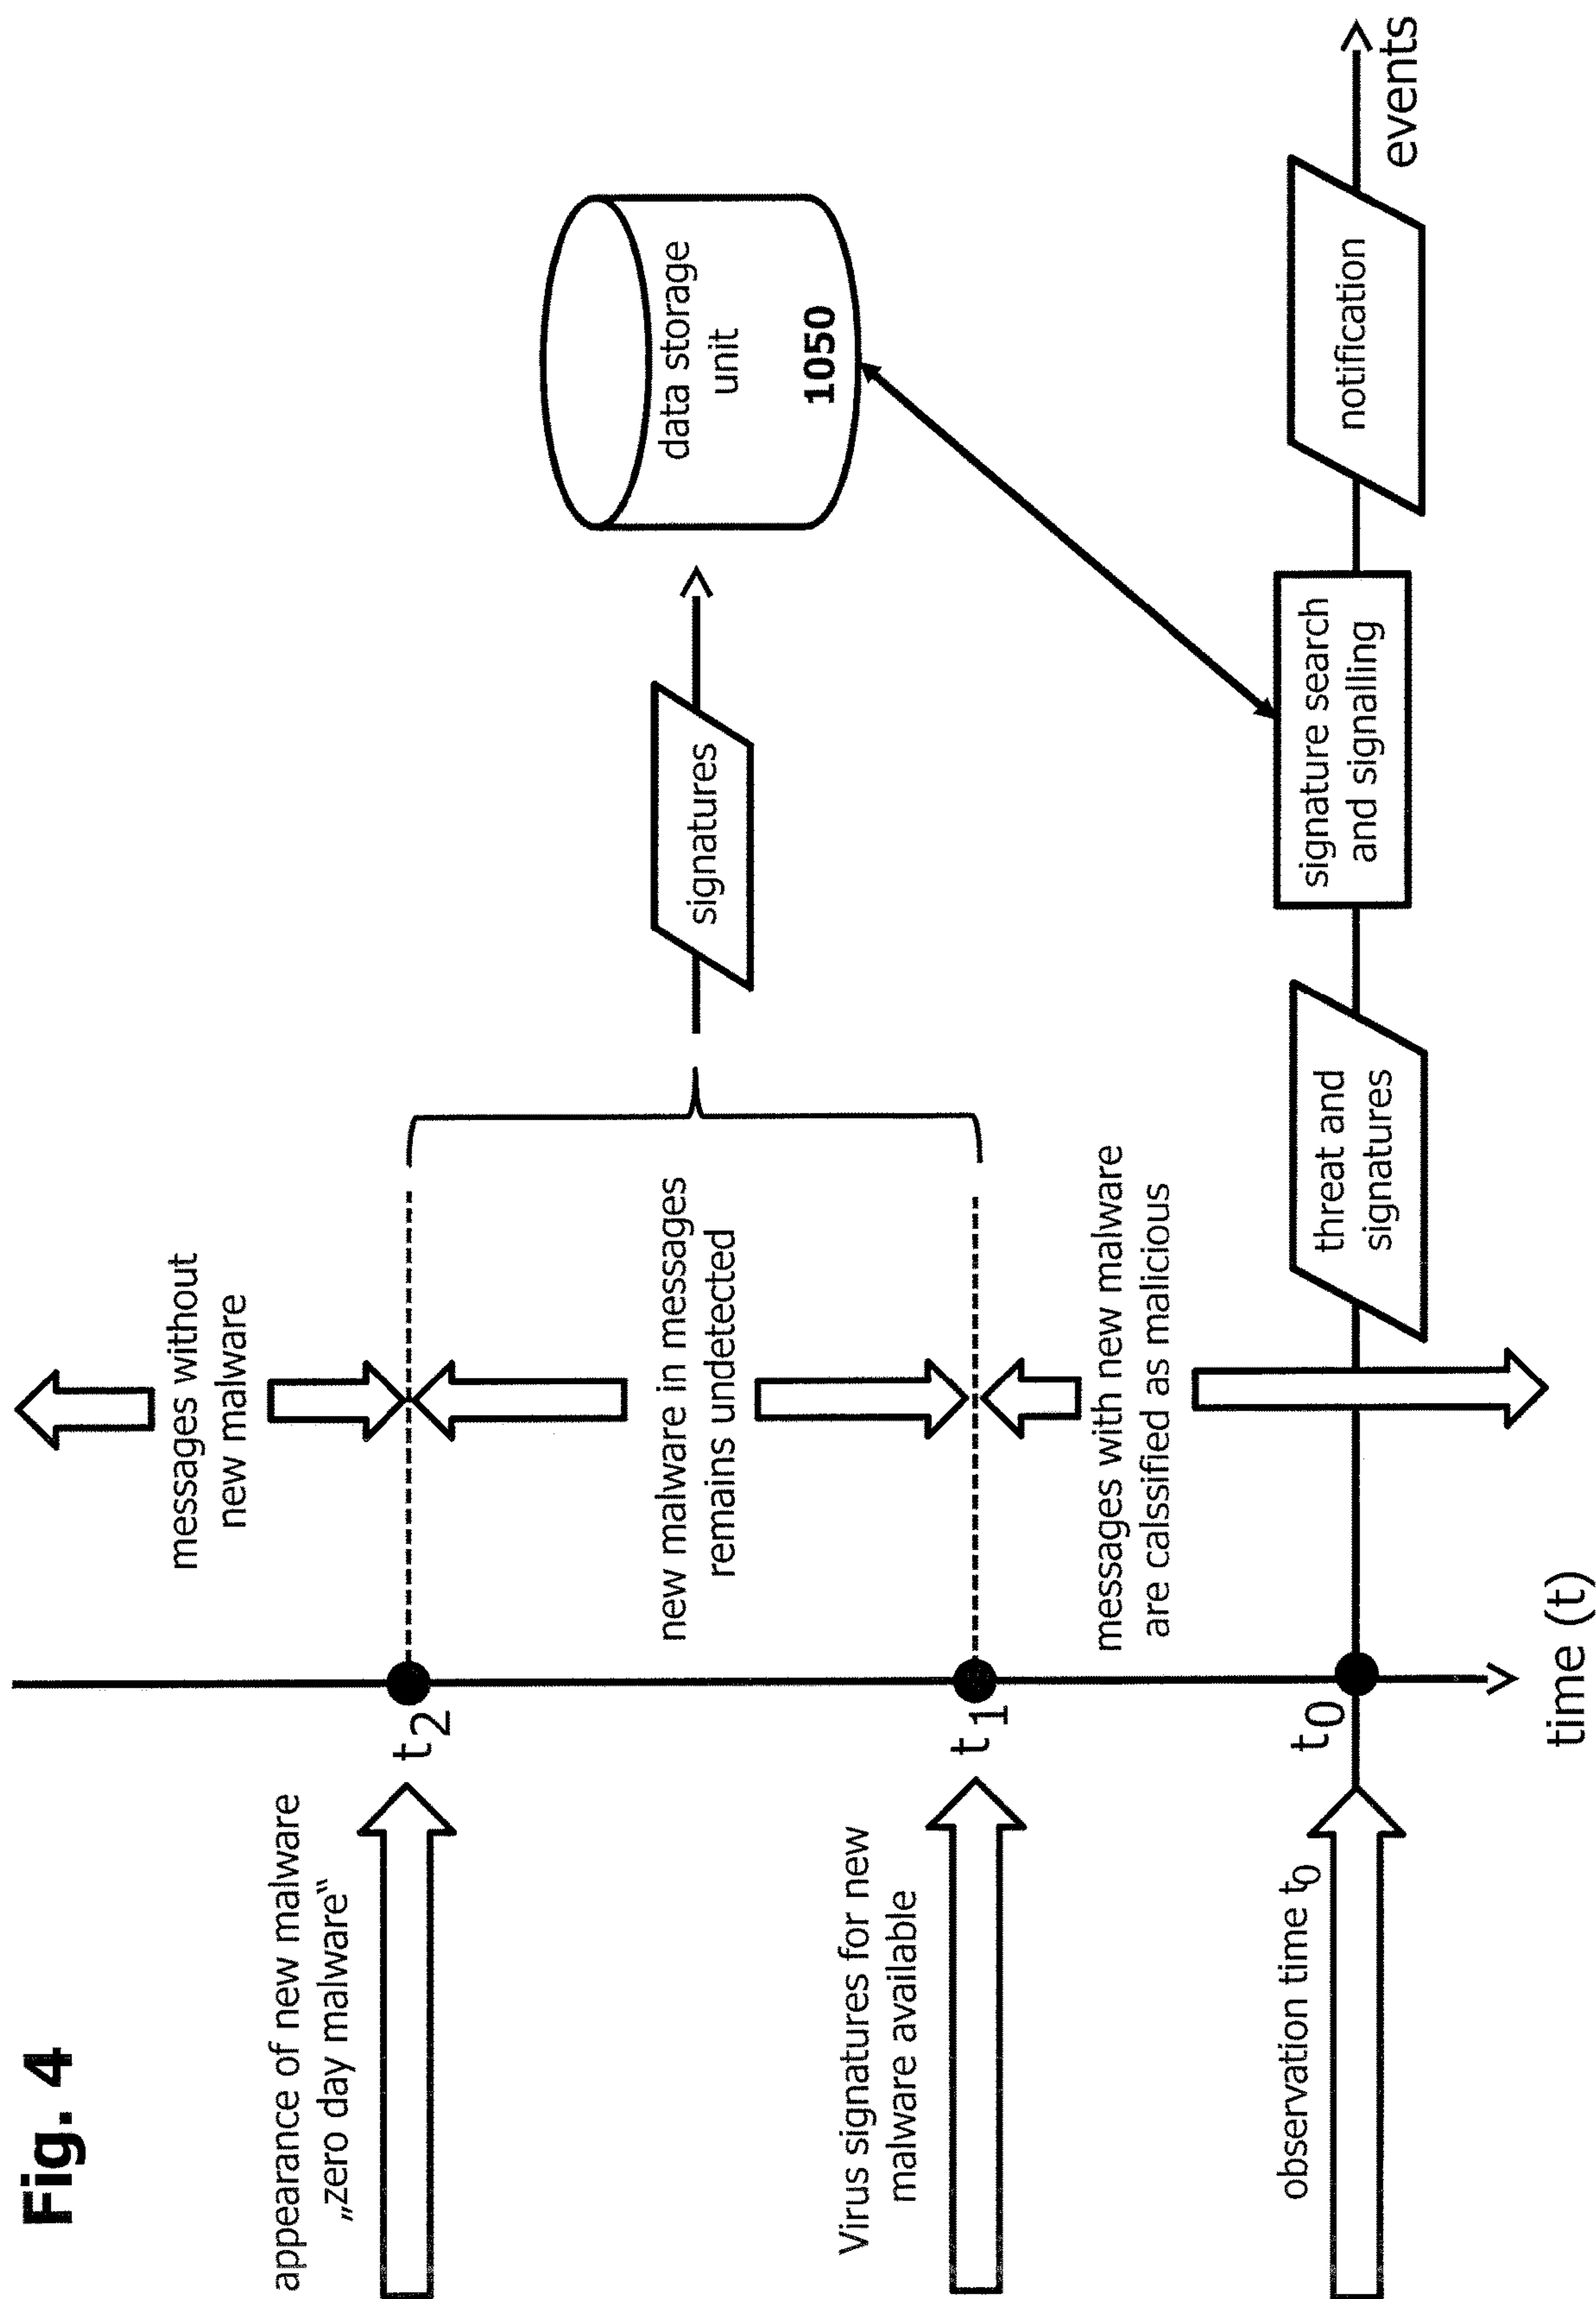 Fig. 4
appearance of new malware
„zero day malware“
t2
messages without
new malware
new malware in messages
remains undetected
signatures
data storage
unit
1050
Virus signatures for new
malware available
t1
messages with new malware
are calssified as malicious
observation time t0
t0
threat and
signatures
signature search
and signalling
notification
events
time (t)